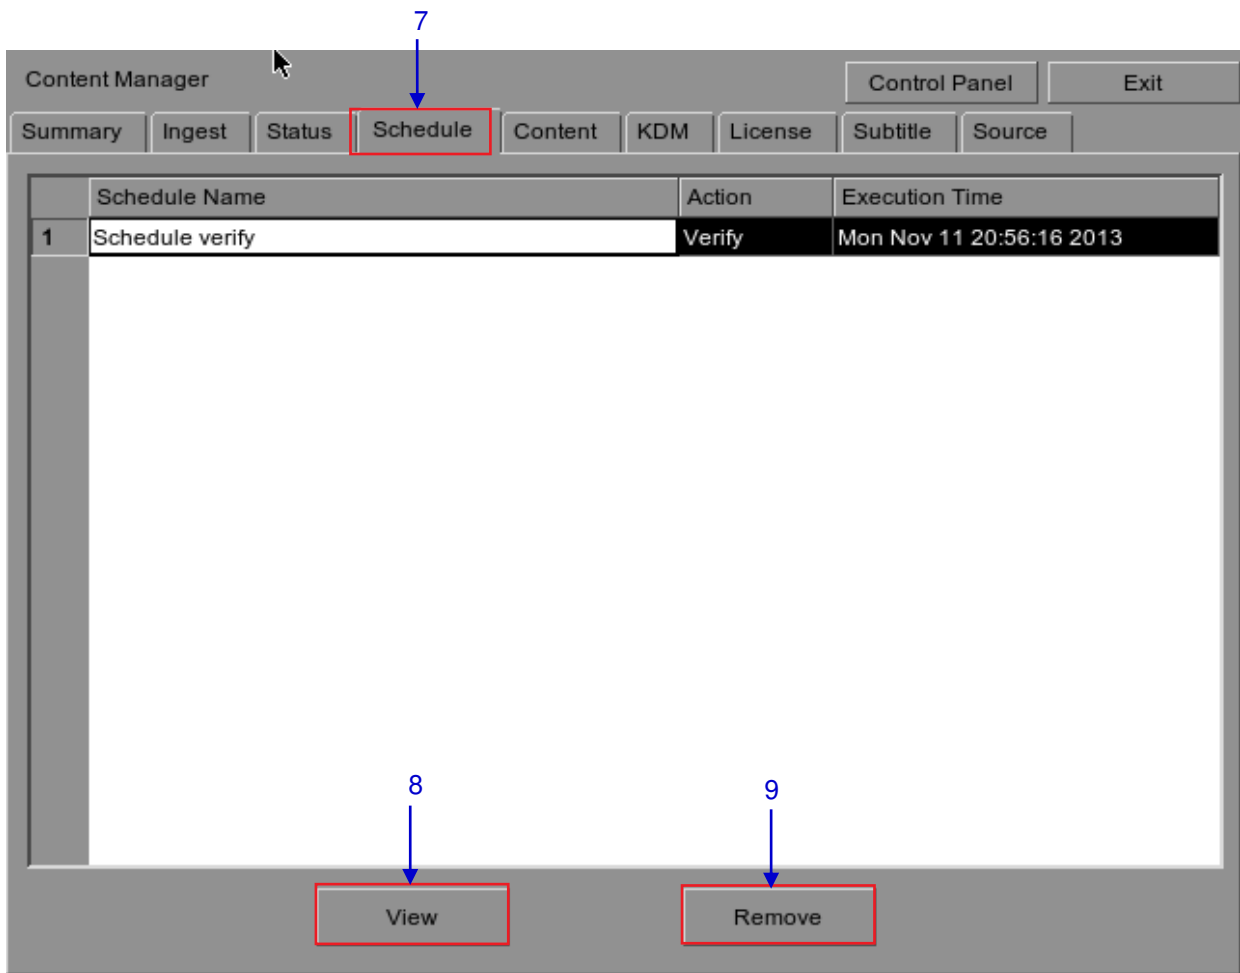 7
Content Manager Control Panel Exit
Summary Ingest Status Schedule Content KDM License Subtitle Source
Schedule Name Action Execution Time
1 Schedule verify Verify Mon Nov 11 20:56:16 2013
8 9
View Remove